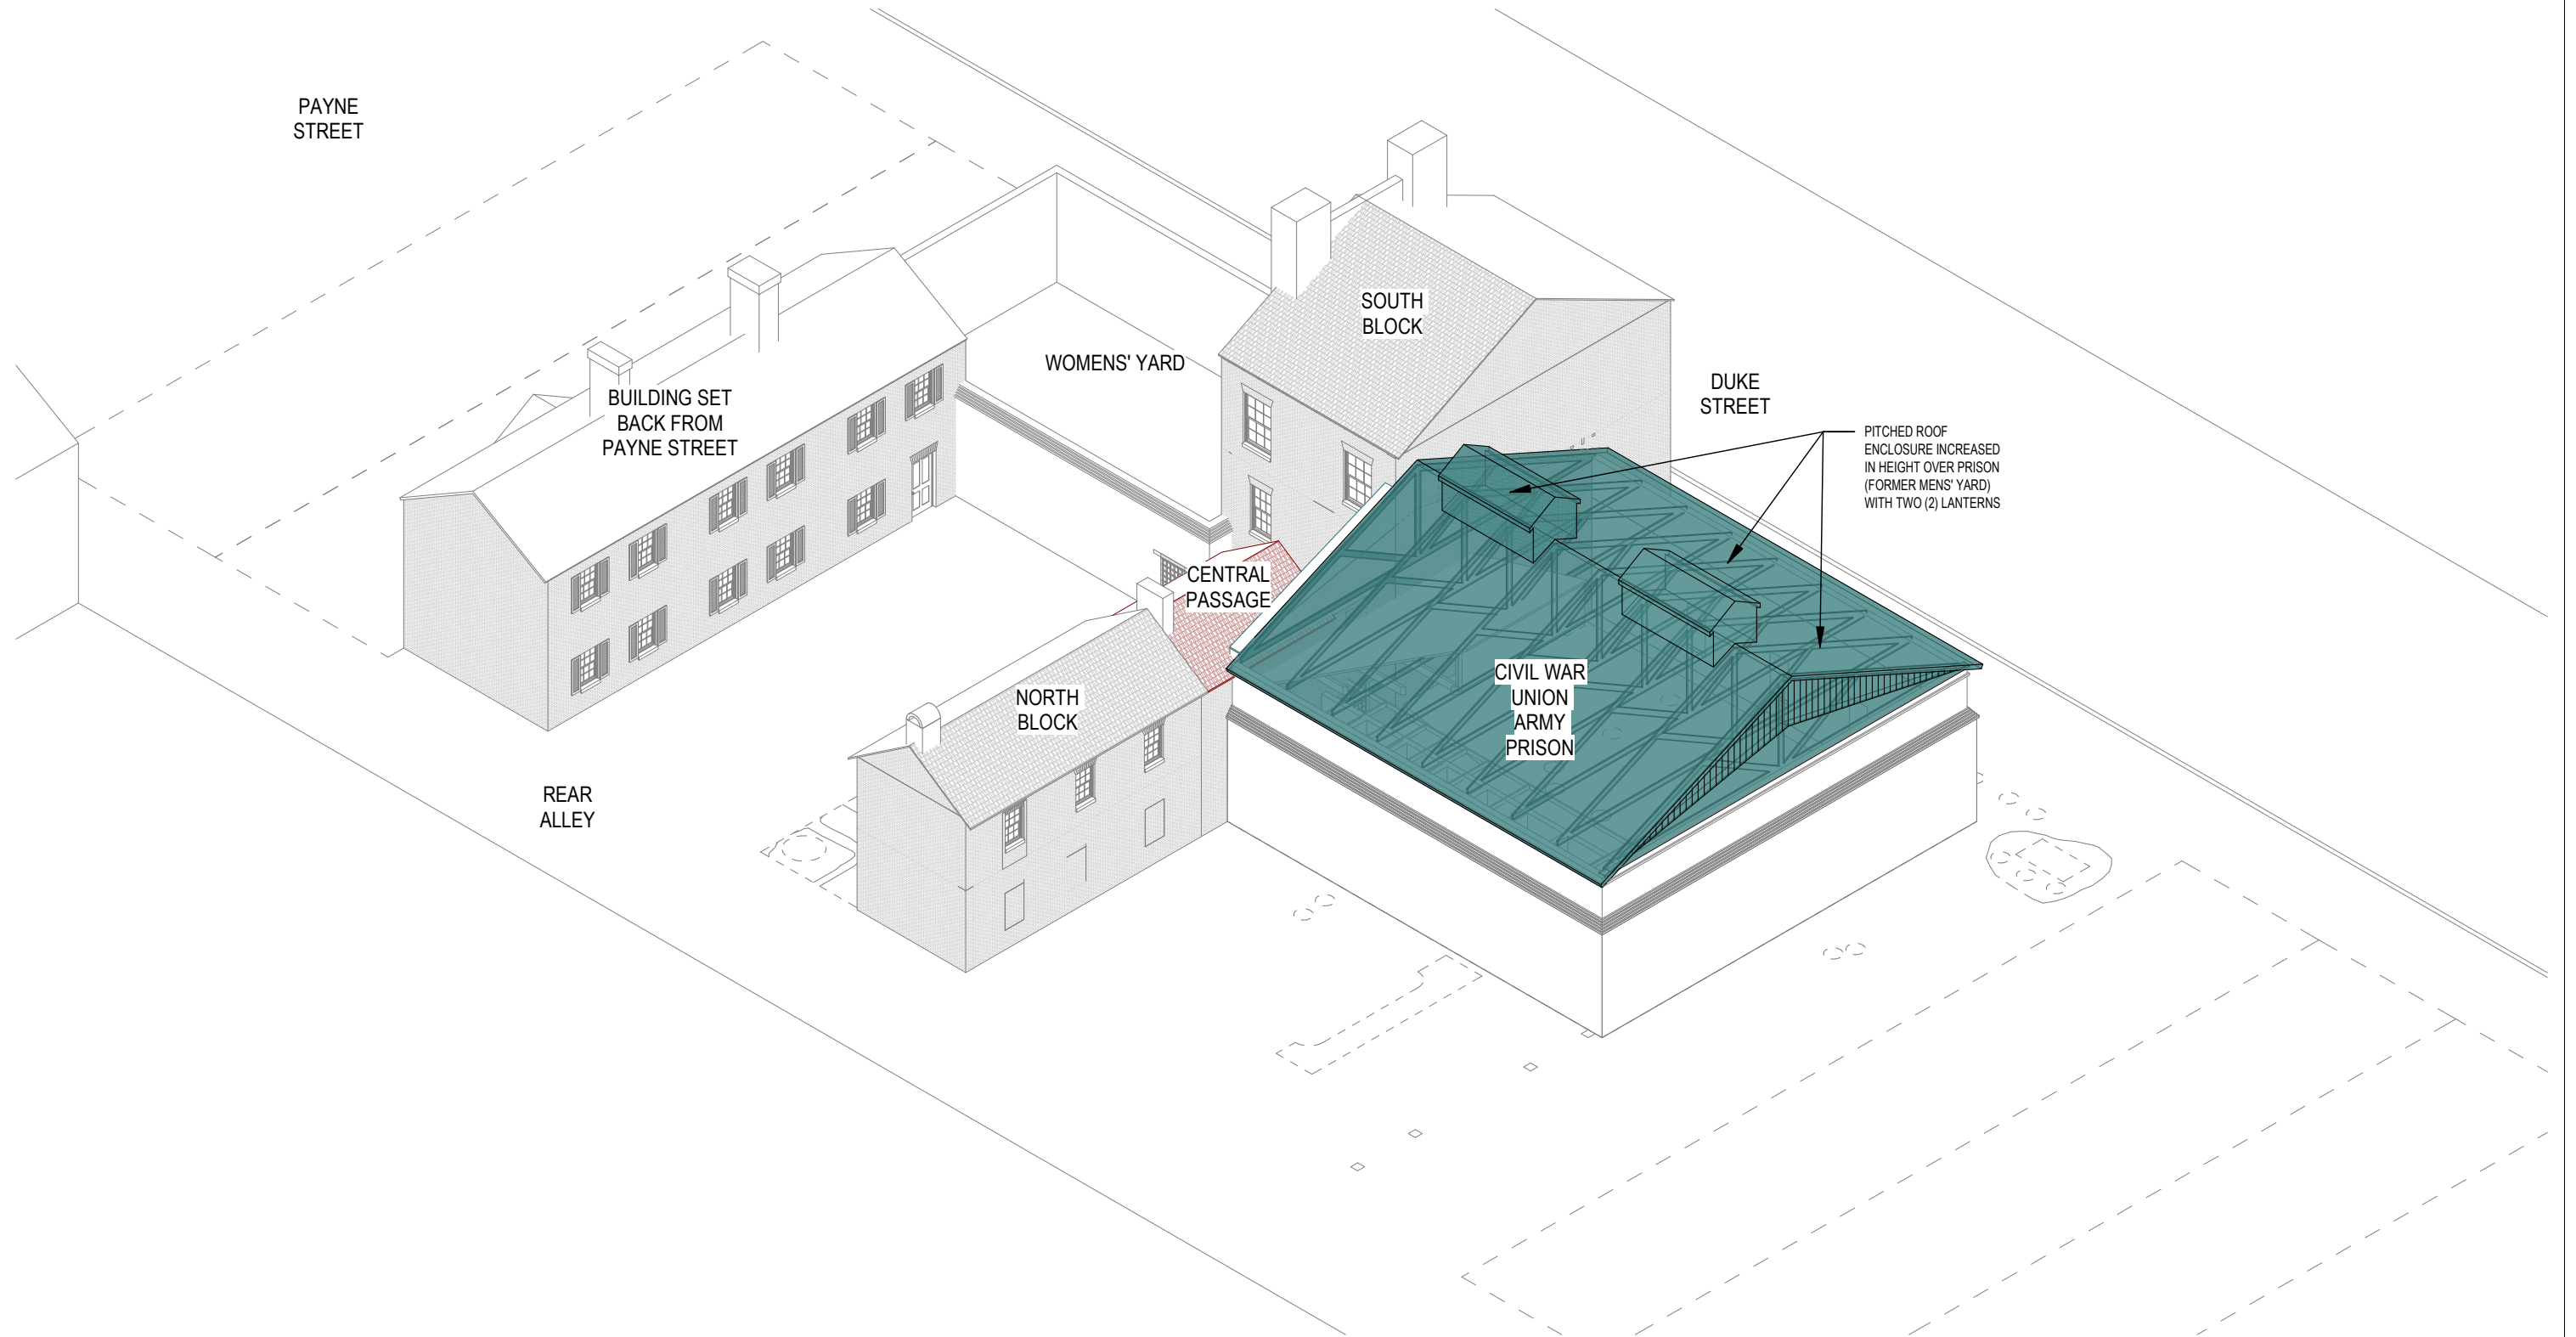 PAYNE
STREET
SOUTH
BLOCK
WOMENS' YARD
DUKE
STREET
BUILDING SET
BACK FROM
PAYNE STREET
PITCHED ROOF
ENCLOSURE INCREASED
IN HEIGHT OVER PRISON
(FORMER MENS' YARD)
WITH TWO (2) LANTERNS
CENTRAL
PASSAGE
NORTH
BLOCK
CIVIL WAR
UNION
ARMY
PRISON
REAR
ALLEY